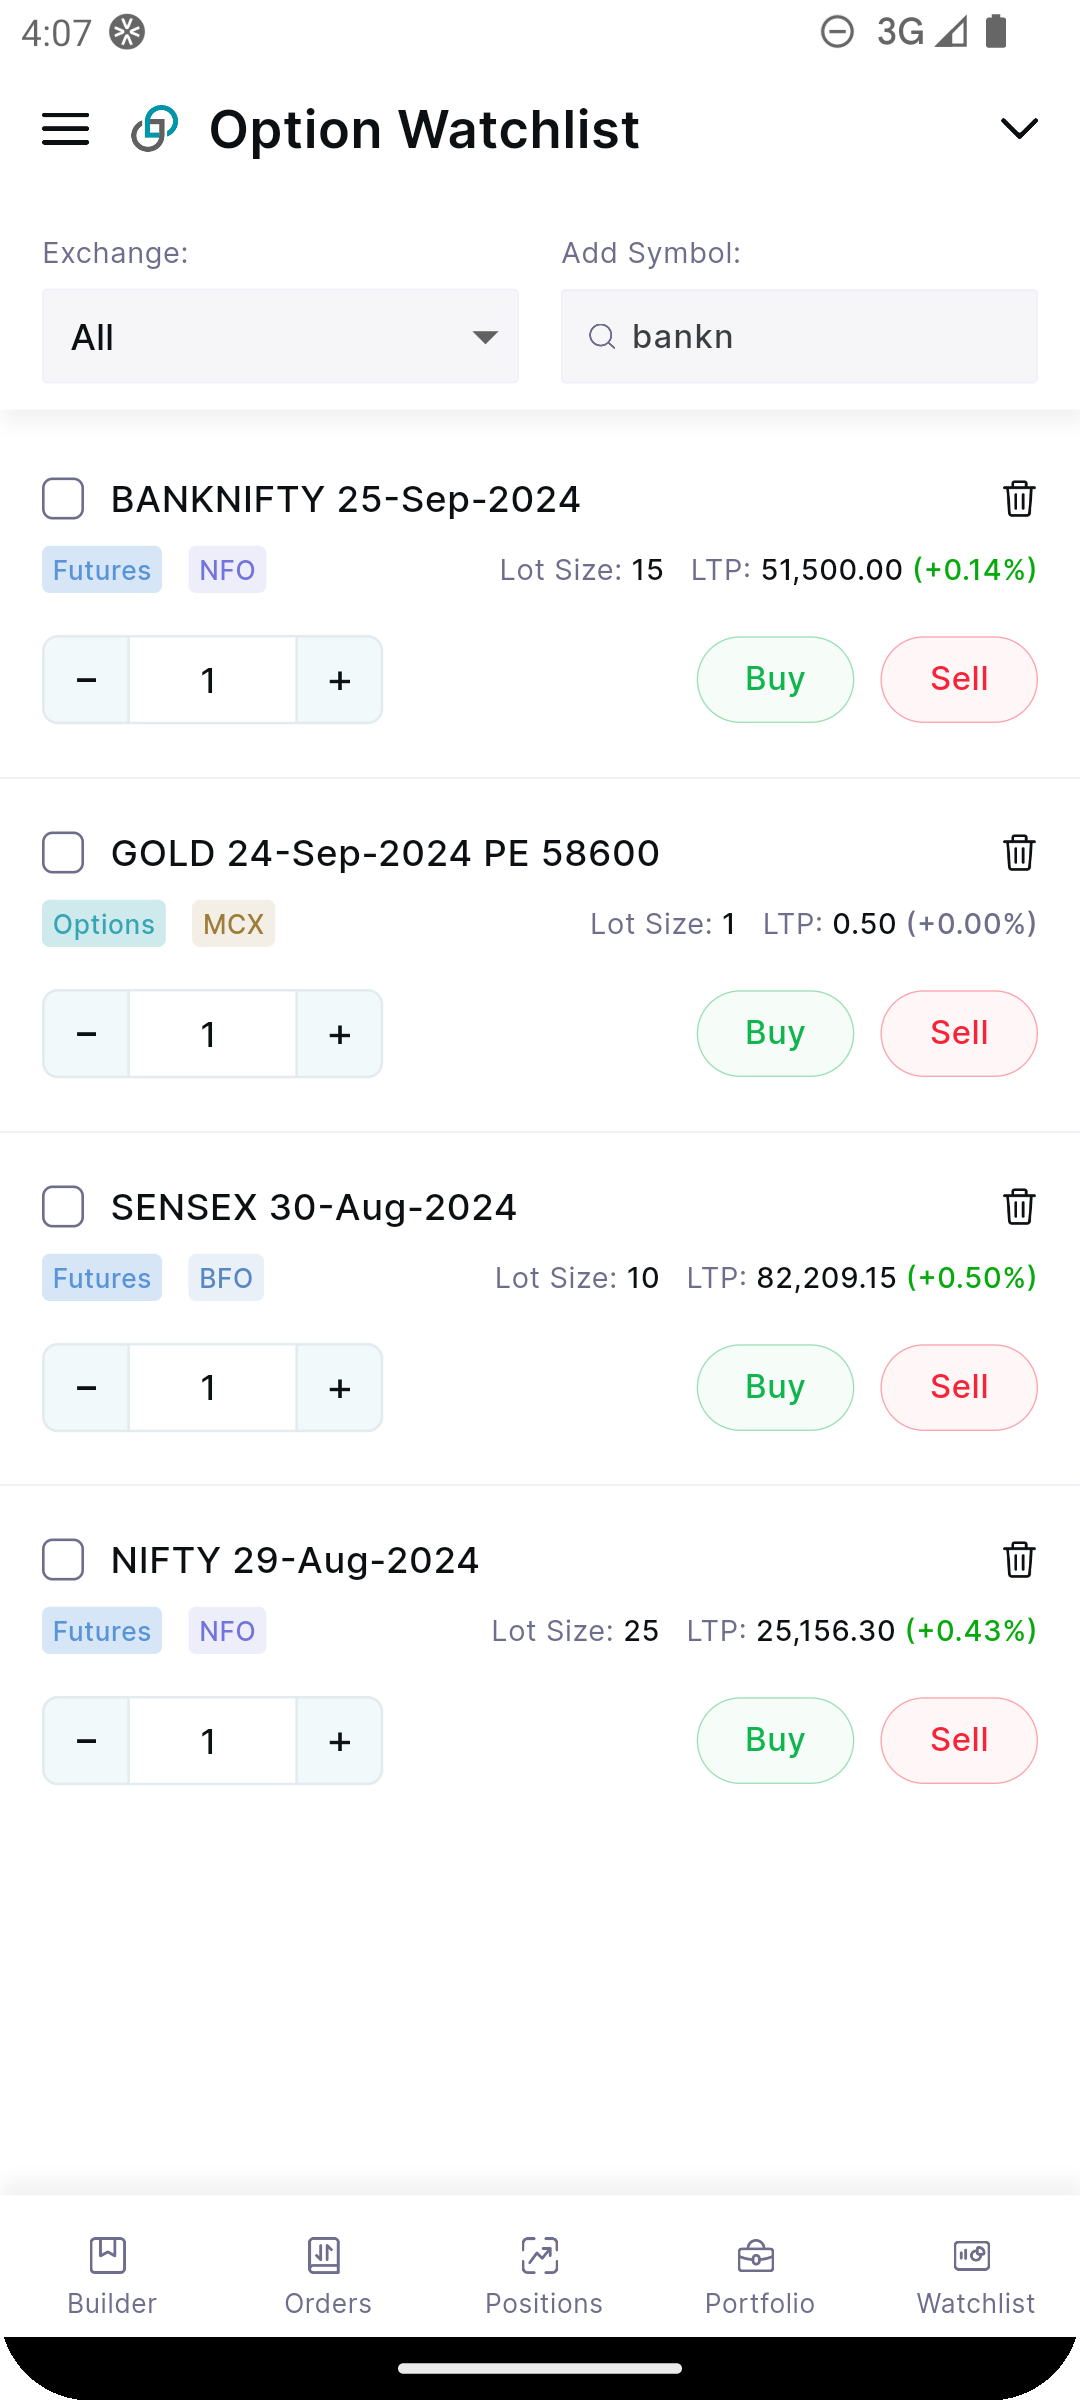 4:07
3G
Option Watchlist
Exchange:
Add Symbol:
All
bankn
BANKNIFTY 25-Sep-2024
Futures NFO Lot Size: 15 LTP: 51,500.00 (+0.14%)
− 1 + Buy Sell
GOLD 24-Sep-2024 PE 58600
Options MCX Lot Size: 1 LTP: 0.50 (+0.00%)
− 1 + Buy Sell
SENSEX 30-Aug-2024
Futures BFO Lot Size: 10 LTP: 82,209.15 (+0.50%)
− 1 + Buy Sell
NIFTY 29-Aug-2024
Futures NFO Lot Size: 25 LTP: 25,156.30 (+0.43%)
− 1 + Buy Sell
Builder Orders Positions Portfolio Watchlist